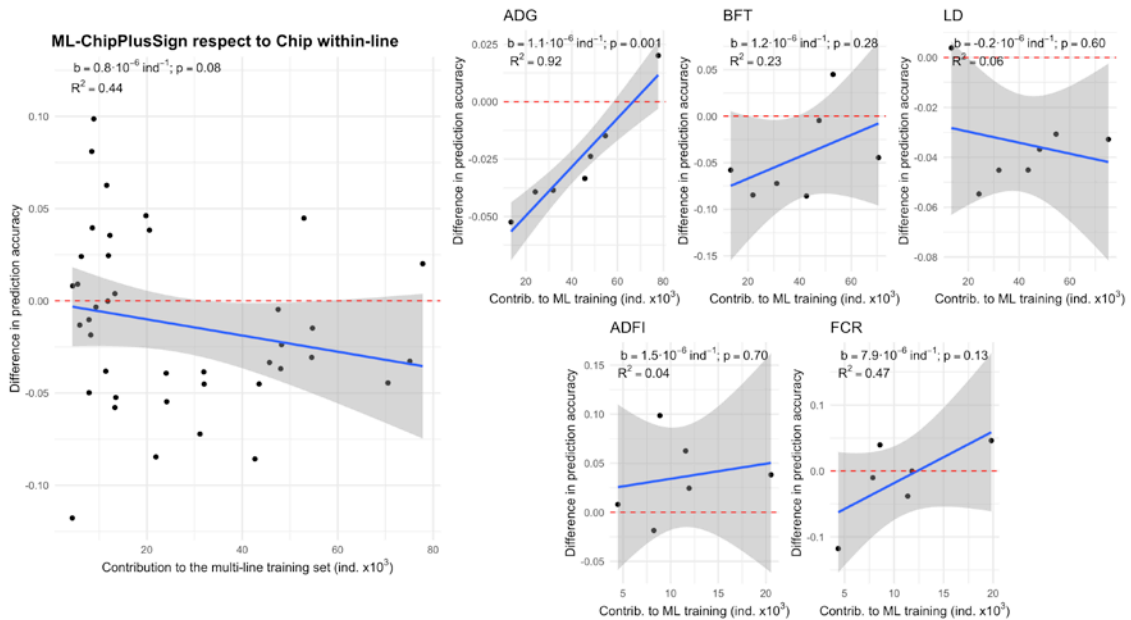 ML-ChipPlusSign respect to Chip within-line
b = 0.8·10⁻⁶ ind⁻¹; p = 0.08
R² = 0.44
0.10
0.05
0.00
-0.05
-0.10
20
40
60
80
Difference in prediction accuracy
Contribution to the multi-line training set (ind. x10³)
ADG
b = 1.1·10⁻⁶ ind⁻¹; p = 0.001
R² = 0.92
0.025
0.000
-0.025
-0.050
20
40
60
80
Difference in prediction accuracy
Contrib. to ML training (ind. x10³)
BFT
b = 1.2·10⁻⁶ ind⁻¹; p = 0.28
R² = 0.23
0.05
0.00
-0.05
-0.10
-0.15
20
40
60
Difference in prediction accuracy
Contrib. to ML training (ind. x10³)
LD
b = -0.2·10⁻⁶ ind⁻¹; p = 0.60
R² = 0.06
0.00
-0.02
-0.04
-0.06
-0.08
20
40
60
Difference in prediction accuracy
Contrib. to ML training (ind. x10³)
ADFI
b = 1.5·10⁻⁶ ind⁻¹; p = 0.70
R² = 0.04
0.15
0.10
0.05
0.00
-0.05
5
10
15
20
Difference in prediction accuracy
Contrib. to ML training (ind. x10³)
FCR
b = 7.9·10⁻⁶ ind⁻¹; p = 0.13
R² = 0.47
0.1
0.0
-0.1
5
10
15
20
Difference in prediction accuracy
Contrib. to ML training (ind. x10³)